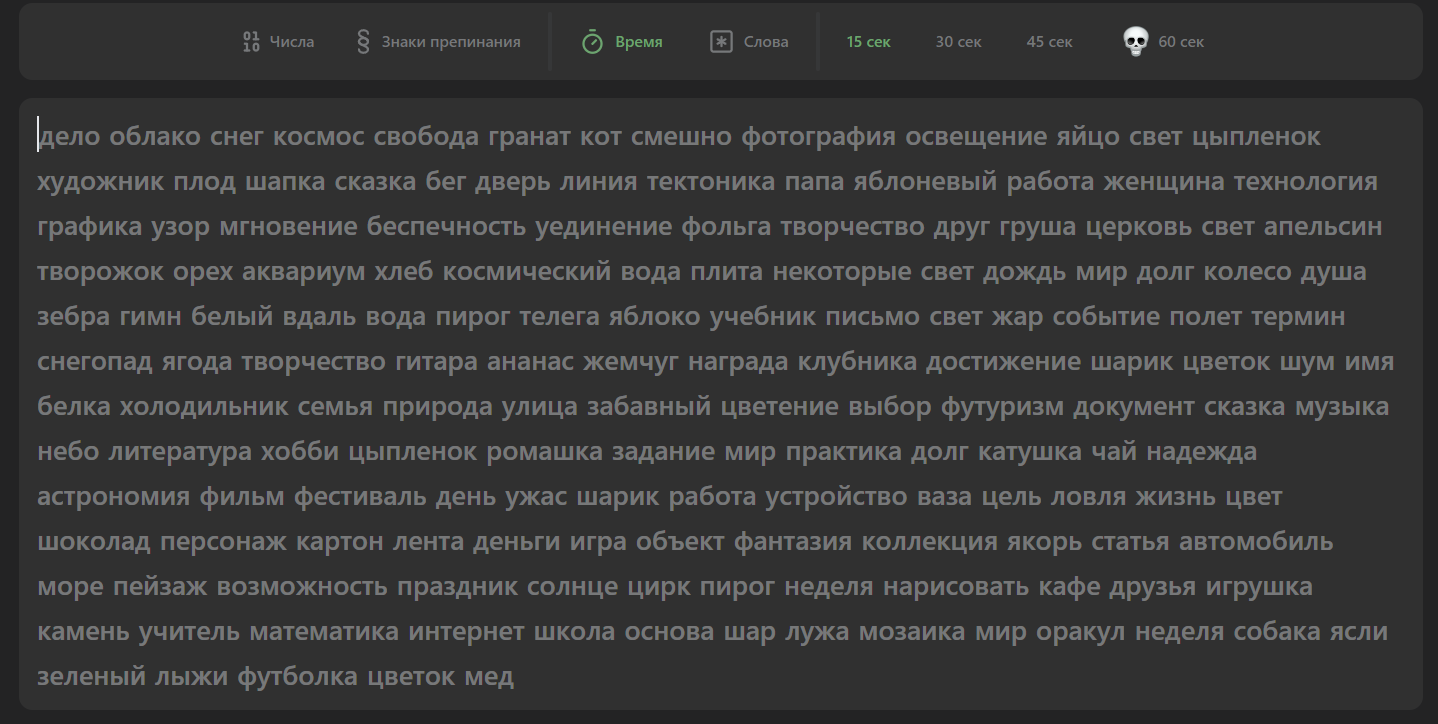 Числа Знаки препинания Время Слова 15 сек 30 сек 45 сек 60 сек
дело облако снег космос свобода гранат кот смешно фотография освещение яйцо свет цыпленок
художник плод шапка сказка бег дверь линия тектоника папа яблоневый работа женщина технология
графика узор мгновение беспечность уединение фольга творчество друг груша церковь свет апельсин
творожок орех аквариум хлеб космический вода плита некоторые свет дождь мир долг колесо душа
зебра гимн белый вдаль вода пирог телега яблоко учебник письмо свет жар событие полет термин
снегопад ягода творчество гитара ананас жемчуг награда клубника достижение шарик цветок шум имя
белка холодильник семья природа улица забавный цветение выбор футуризм документ сказка музыка
небо литература хобби цыпленок ромашка задание мир практика долг катушка чай надежда
астрономия фильм фестиваль день ужас шарик работа устройство ваза цель ловля жизнь цвет
шоколад персонаж картон лента деньги игра объект фантазия коллекция якорь статья автомобиль
море пейзаж возможность праздник солнце цирк пирог неделя нарисовать кафе друзья игрушка
камень учитель математика интернет школа основа шар лужа мозаика мир оракул неделя собака ясли
зеленый лыжи футболка цветок мед